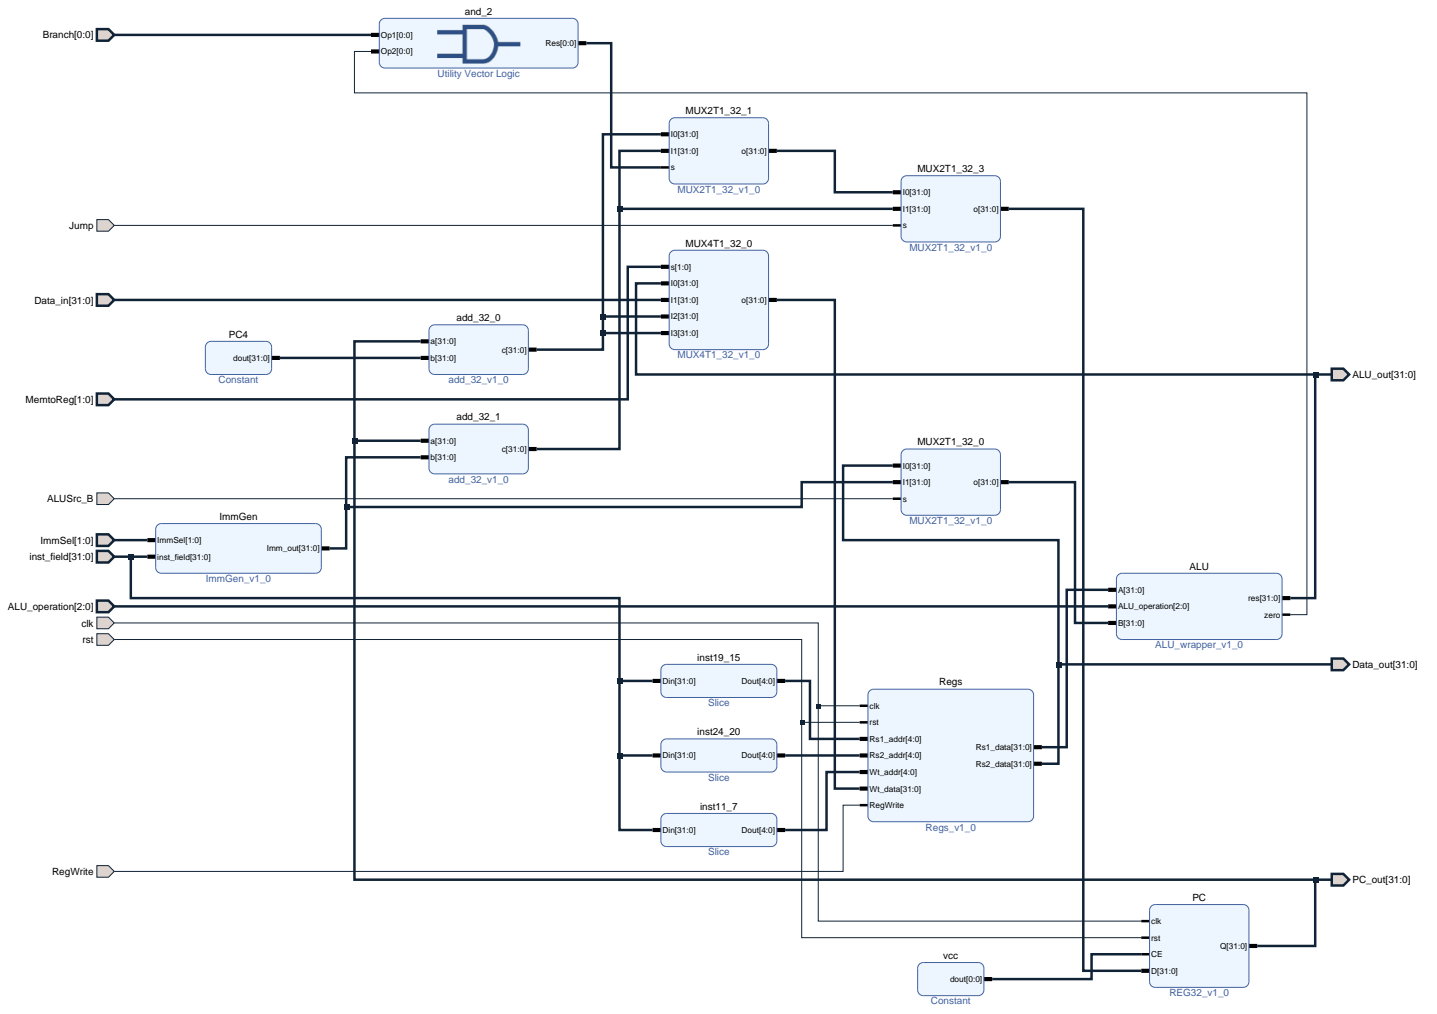 and_2
Branch[0:0]
Op1[0:0]
Op2[0:0]
Res[0:0]
Utility Vector Logic
MUX2T1_32_1
I0[31:0]
I1[31:0]
s
o[31:0]
MUX2T1_32_v1_0
MUX2T1_32_3
I0[31:0]
I1[31:0]
s
o[31:0]
MUX2T1_32_v1_0
Jump
MUX4T1_32_0
s[1:0]
I0[31:0]
I1[31:0]
I2[31:0]
I3[31:0]
o[31:0]
MUX4T1_32_v1_0
Data_in[31:0]
PC4
dout[31:0]
Constant
add_32_0
a[31:0]
b[31:0]
c[31:0]
add_32_v1_0
ALU_out[31:0]
MemtoReg[1:0]
add_32_1
a[31:0]
b[31:0]
c[31:0]
add_32_v1_0
MUX2T1_32_0
I0[31:0]
I1[31:0]
s
o[31:0]
MUX2T1_32_v1_0
ALUSrc_B
ImmGen
ImmSel[1:0]
inst_field[31:0]
ImmSel[1:0]
inst_field[31:0]
Imm_out[31:0]
ImmGen_v1_0
ALU
A[31:0]
ALU_operation[2:0]
B[31:0]
res[31:0]
zero
ALU_wrapper_v1_0
ALU_operation[2:0]
clk
rst
Data_out[31:0]
inst19_15
Din[31:0]
Dout[4:0]
Slice
inst24_20
Din[31:0]
Dout[4:0]
Slice
inst11_7
Din[31:0]
Dout[4:0]
Slice
Regs
clk
rst
Rs1_addr[4:0]
Rs2_addr[4:0]
Wt_addr[4:0]
Wt_data[31:0]
RegWrite
Rs1_data[31:0]
Rs2_data[31:0]
Regs_v1_0
RegWrite
PC_out[31:0]
PC
clk
rst
CE
D[31:0]
Q[31:0]
REG32_v1_0
vcc
dout[0:0]
Constant